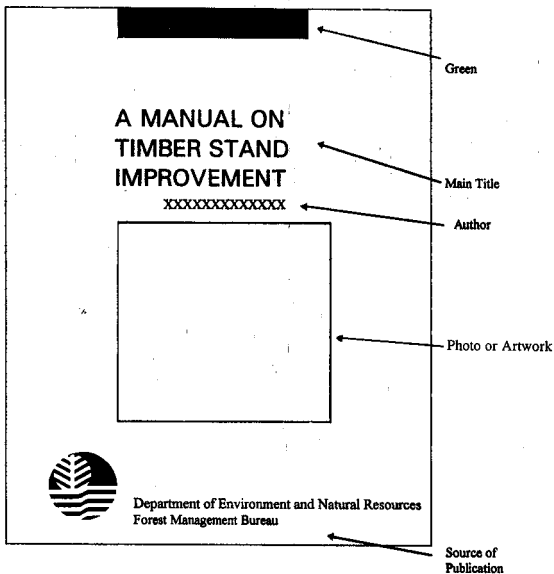 Green
A MANUAL ON
TIMBER STAND
IMPROVEMENT
Main Title
XXXXXXXXXXXXX
Author
Photo or Artwork
Department of Environment and Natural Resources
Forest Management Bureau
Source of
Publication